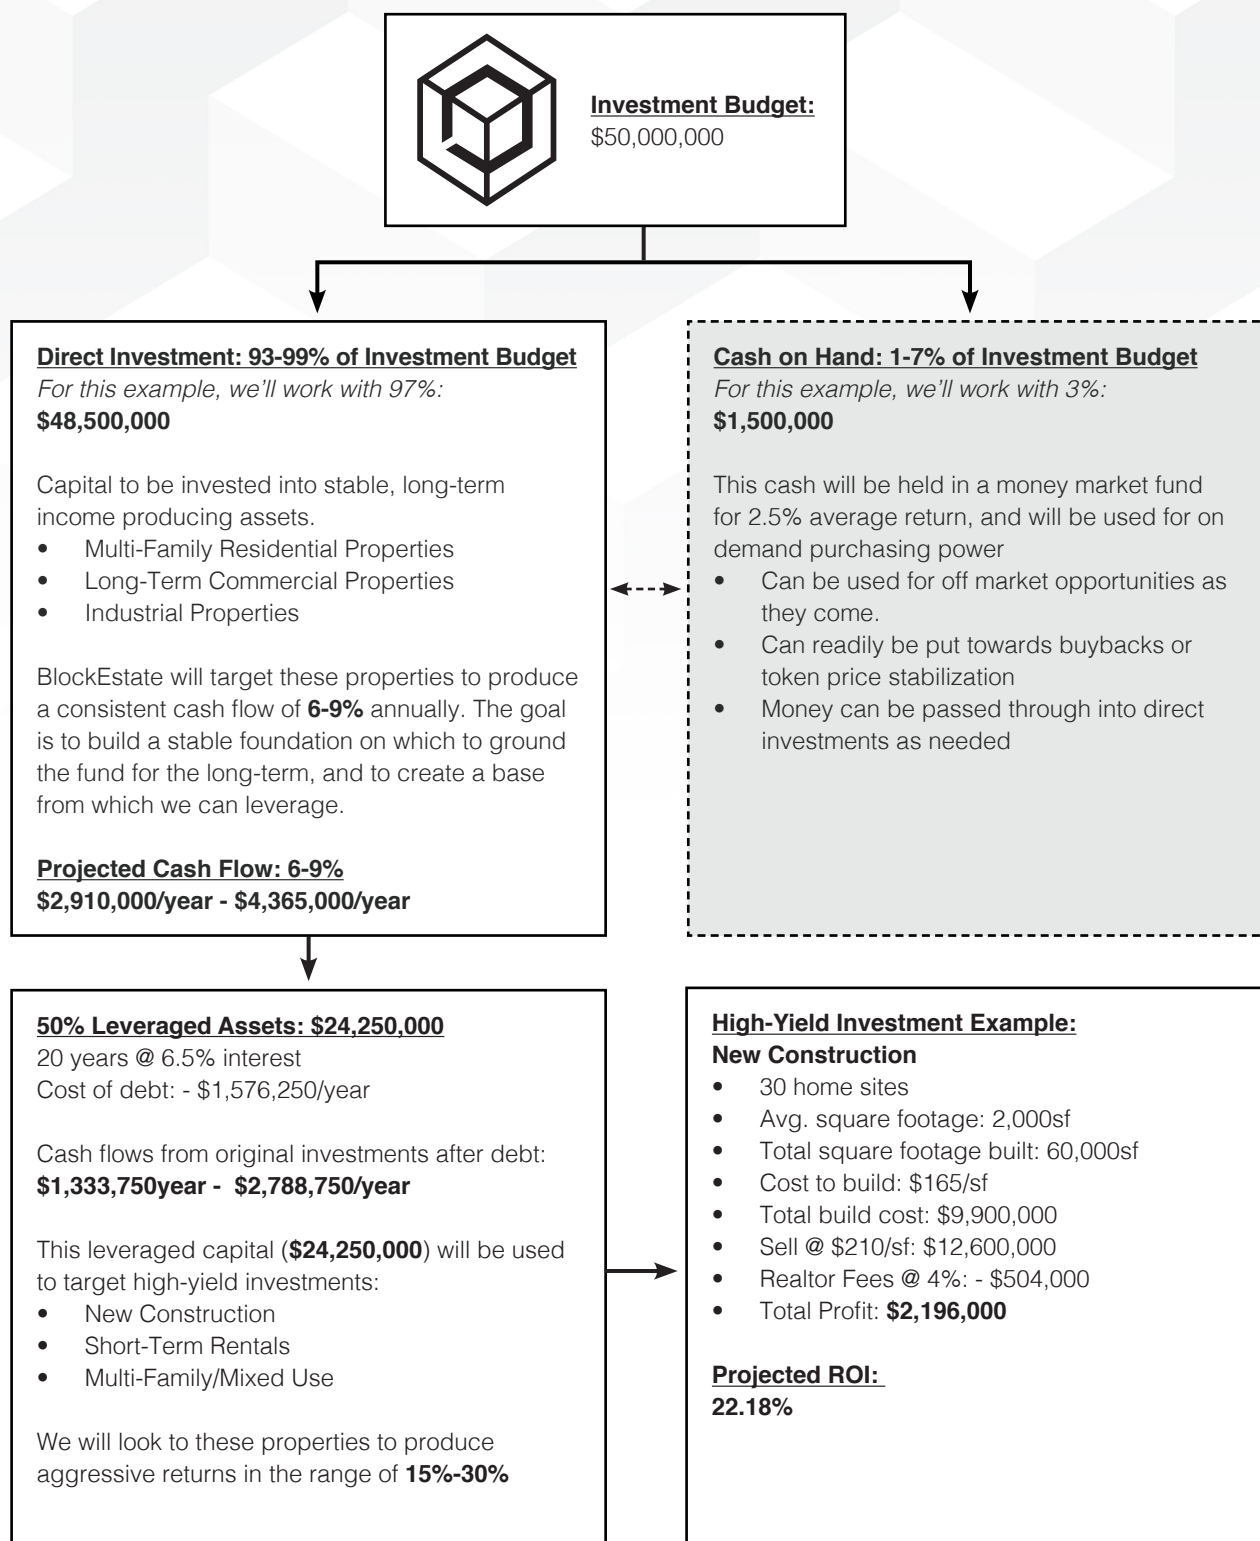 Investment Budget:
$50,000,000
Direct Investment: 93-99% of Investment Budget
For this example, we'll work with 97%:
$48,500,000
Capital to be invested into stable, long-term
income producing assets.
• Multi-Family Residential Properties
• Long-Term Commercial Properties
• Industrial Properties
BlockEstate will target these properties to produce
a consistent cash flow of 6-9% annually. The goal
is to build a stable foundation on which to ground
the fund for the long-term, and to create a base
from which we can leverage.
Projected Cash Flow: 6-9%
$2,910,000/year - $4,365,000/year
Cash on Hand: 1-7% of Investment Budget
For this example, we'll work with 3%:
$1,500,000
This cash will be held in a money market fund
for 2.5% average return, and will be used for on
demand purchasing power
• Can be used for off market opportunities as
they come.
• Can readily be put towards buybacks or
token price stabilization
• Money can be passed through into direct
investments as needed
50% Leveraged Assets: $24,250,000
20 years @ 6.5% interest
Cost of debt: - $1,576,250/year
Cash flows from original investments after debt:
$1,333,750year - $2,788,750/year
This leveraged capital ($24,250,000) will be used
to target high-yield investments:
• New Construction
• Short-Term Rentals
• Multi-Family/Mixed Use
We will look to these properties to produce
aggressive returns in the range of 15%-30%
High-Yield Investment Example:
New Construction
• 30 home sites
• Avg. square footage: 2,000sf
• Total square footage built: 60,000sf
• Cost to build: $165/sf
• Total build cost: $9,900,000
• Sell @ $210/sf: $12,600,000
• Realtor Fees @ 4%: - $504,000
• Total Profit: $2,196,000
Projected ROI:
22.18%